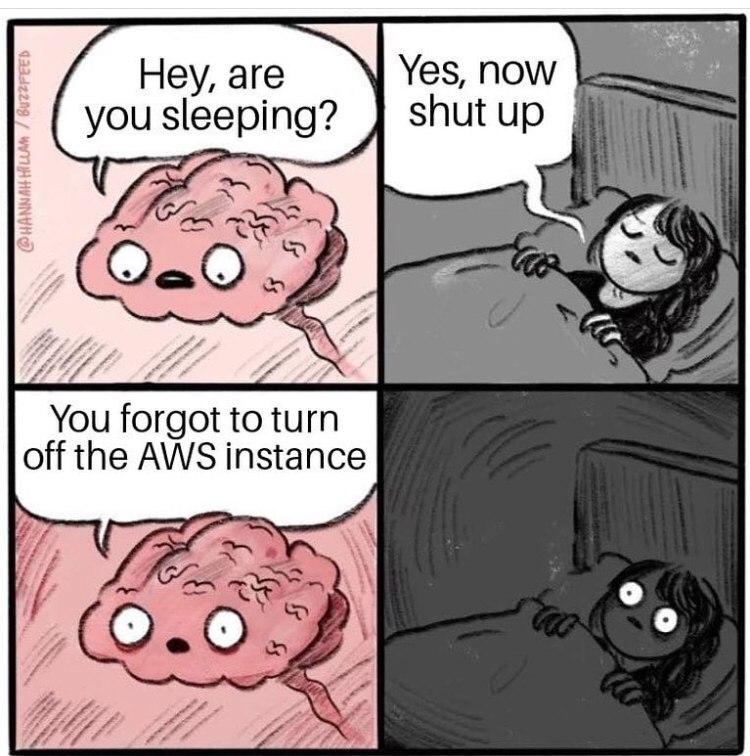 @HANNAHHILLAM / BUZZFEED
Hey, are
you sleeping?
Yes, now
shut up
You forgot to turn
off the AWS instance